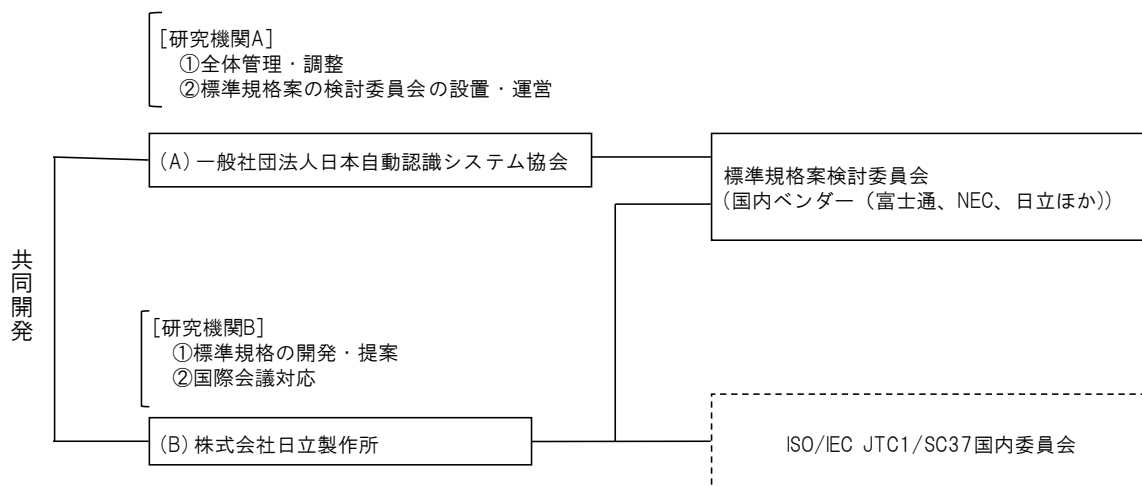 [研究機関A]
①全体管理・調整
②標準規格案の検討委員会の設置・運営
(A)一般社団法人日本自動認識システム協会
標準規格案検討委員会
(国内ベンダー（富士通、NEC、日立ほか))
共同開発
[研究機関B]
①標準規格の開発・提案
②国際会議対応
(B)株式会社日立製作所
ISO/IEC JTC1/SC37国内委員会